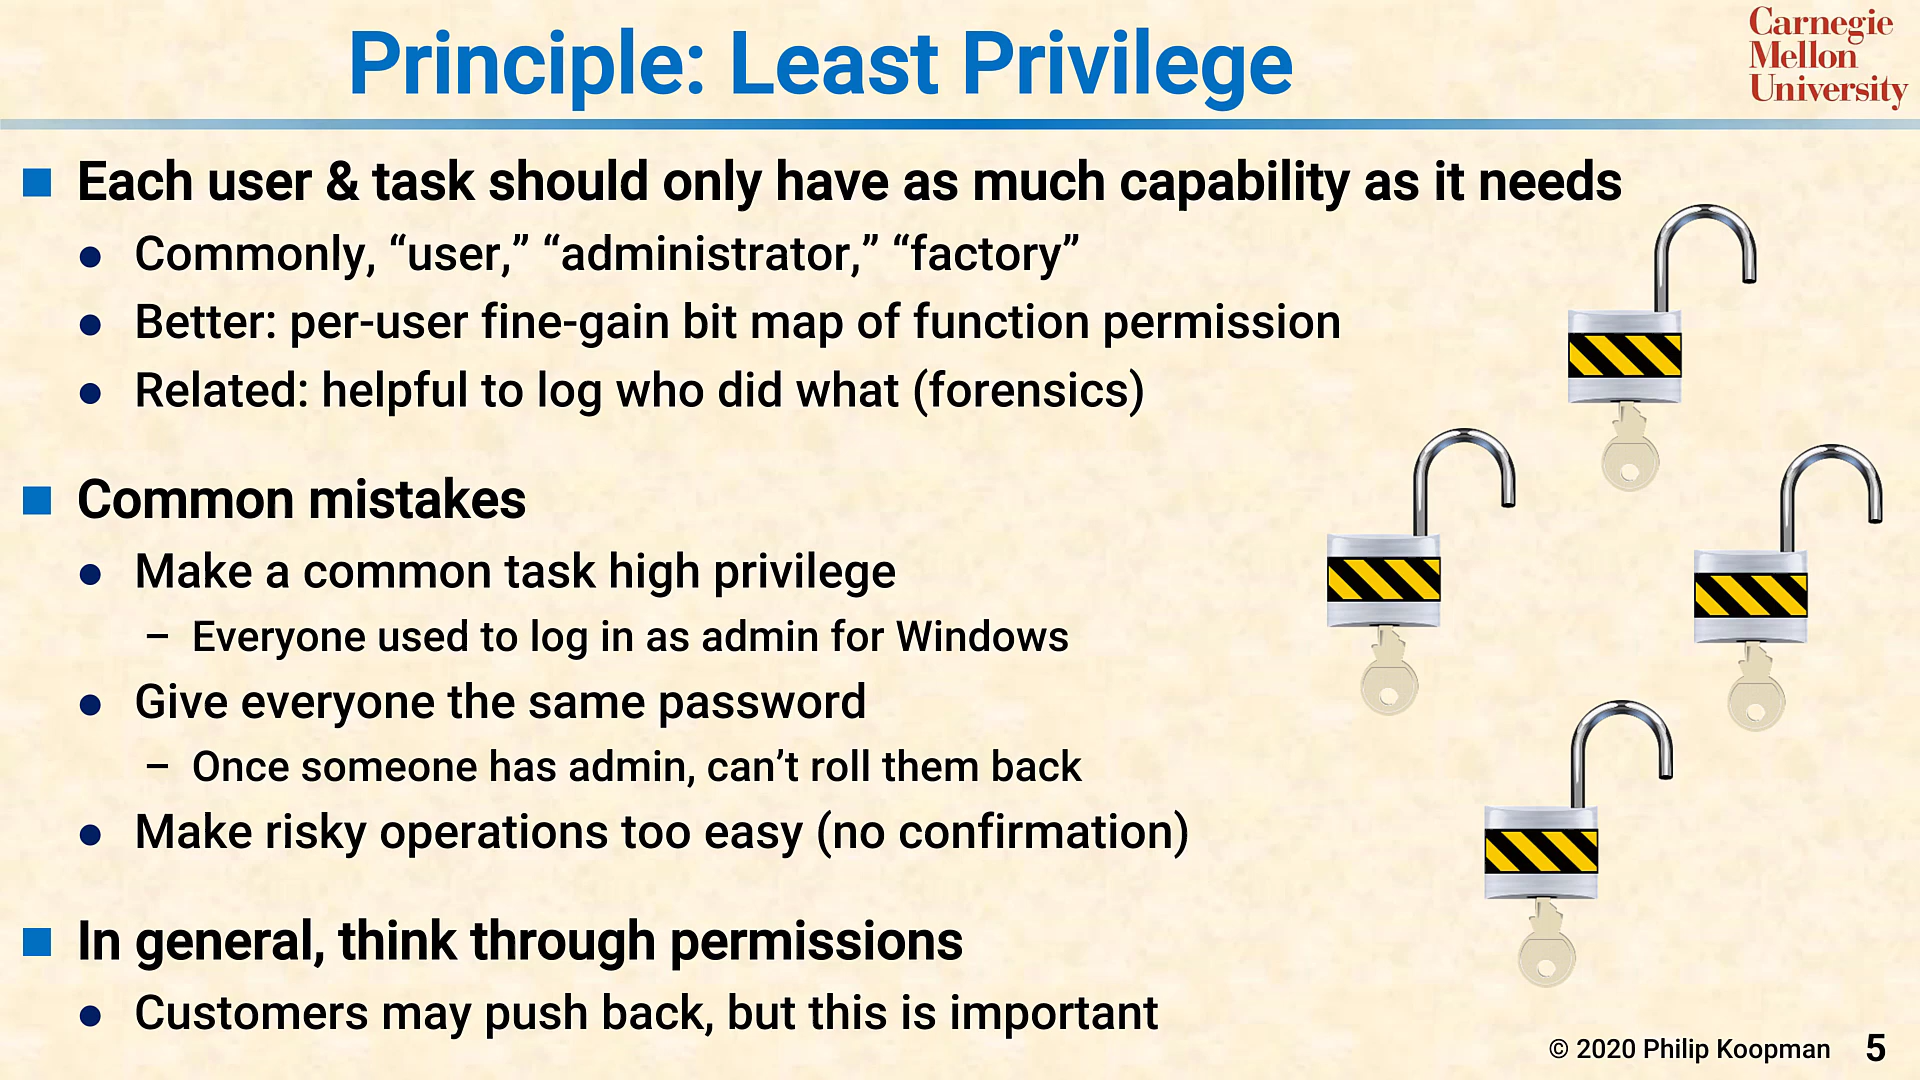 Principle: Least Privilege
Carnegie
Mellon
University
Each user & task should only have as much capability as it needs
Commonly, “user,” “administrator,” “factory”
Better: per-user fine-gain bit map of function permission
Related: helpful to log who did what (forensics)
Common mistakes
Make a common task high privilege
– Everyone used to log in as admin for Windows
Give everyone the same password
– Once someone has admin, can’t roll them back
Make risky operations too easy (no confirmation)
In general, think through permissions
Customers may push back, but this is important
© 2020 Philip Koopman 5